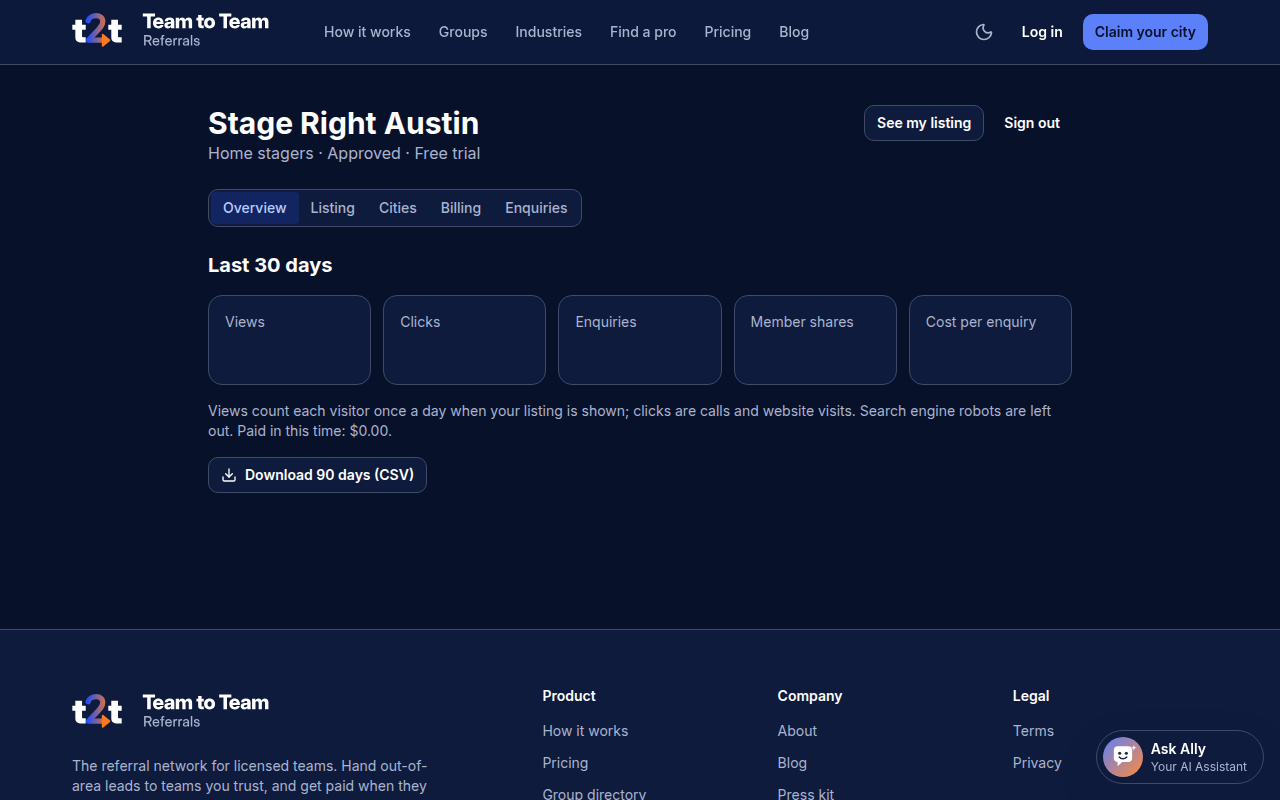 t2t Team to Team
Referrals
How it works
Groups
Industries
Find a pro
Pricing
Blog
Log in
Claim your city
Stage Right Austin
Home stagers · Approved · Free trial
See my listing
Sign out
Overview
Listing
Cities
Billing
Enquiries
Last 30 days
Views
Clicks
Enquiries
Member shares
Cost per enquiry
Views count each visitor once a day when your listing is shown; clicks are calls and website visits. Search engine robots are left
out. Paid in this time: $0.00.
Download 90 days (CSV)
t2t Team to Team
Referrals
The referral network for licensed teams. Hand out-of-
area leads to teams you trust, and get paid when they
Product
How it works
Pricing
Group directory
Company
About
Blog
Press kit
Legal
Terms
Privacy
Ask Ally
Your AI Assistant